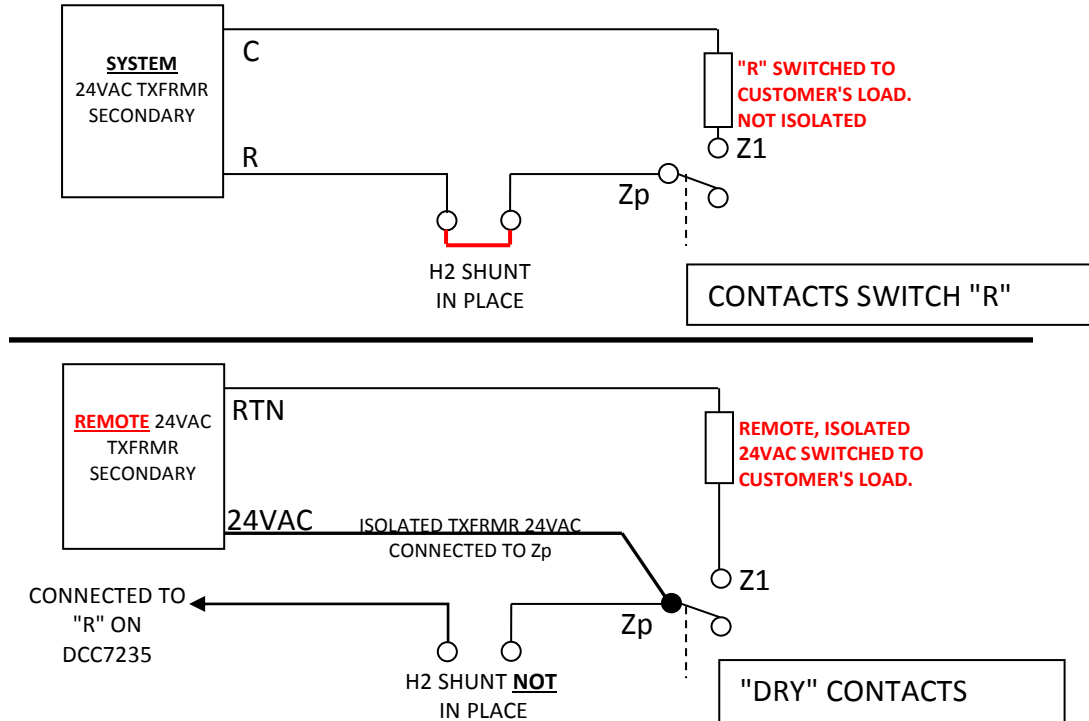 SYSTEM
24VAC TXFRMR
SECONDARY
C
R
"R" SWITCHED TO
CUSTOMER'S LOAD.
NOT ISOLATED
Z1
Zp
H2 SHUNT
IN PLACE
CONTACTS SWITCH "R"
REMOTE 24VAC
TXFRMR
SECONDARY
RTN
REMOTE, ISOLATED
24VAC SWITCHED TO
CUSTOMER'S LOAD.
24VAC
ISOLATED TXFRMR 24VAC
CONNECTED TO Zp
Z1
CONNECTED TO
"R" ON
DCC7235
Zp
H2 SHUNT NOT
IN PLACE
"DRY" CONTACTS